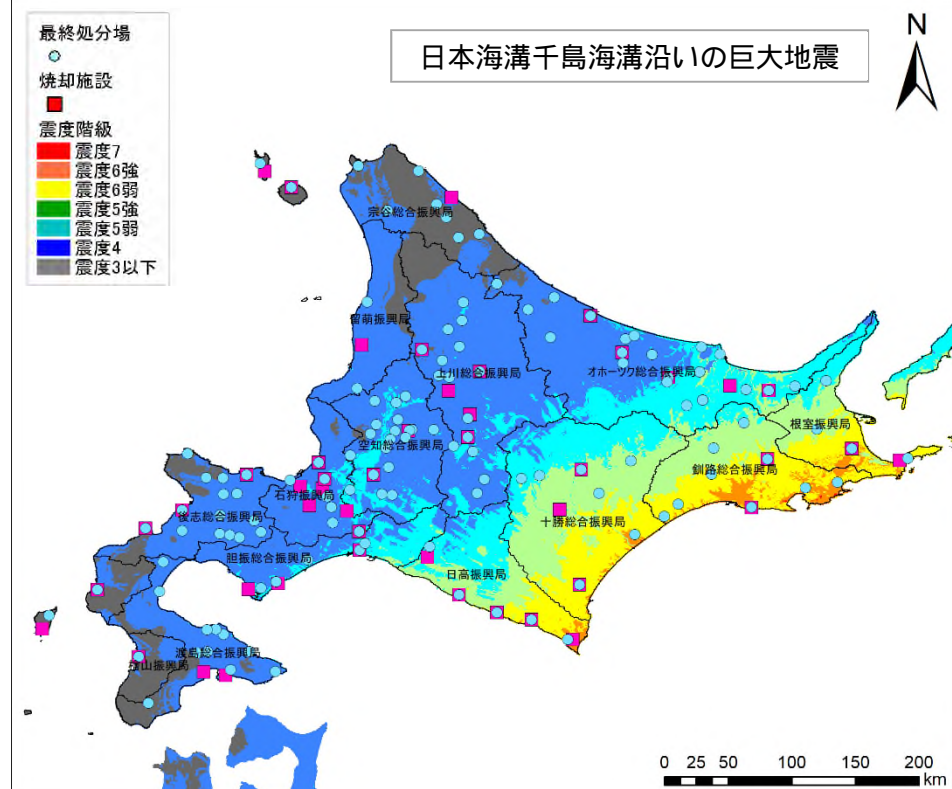 最終処分場
焼却施設
震度階級
震度7
震度6強
震度6弱
震度5強
震度5弱
震度4
震度3以下
日本海溝千島海溝沿いの巨大地震
N
宗谷総合振興局
留萌振興局
上川総合振興局
オホーツク総合振興局
根室振興局
空知総合振興局
釧路総合振興局
石狩振興局
後志総合振興局
十勝総合振興局
胆振総合振興局
日高振興局
渡島総合振興局
檜山振興局
0 25 50 100 150 200
km